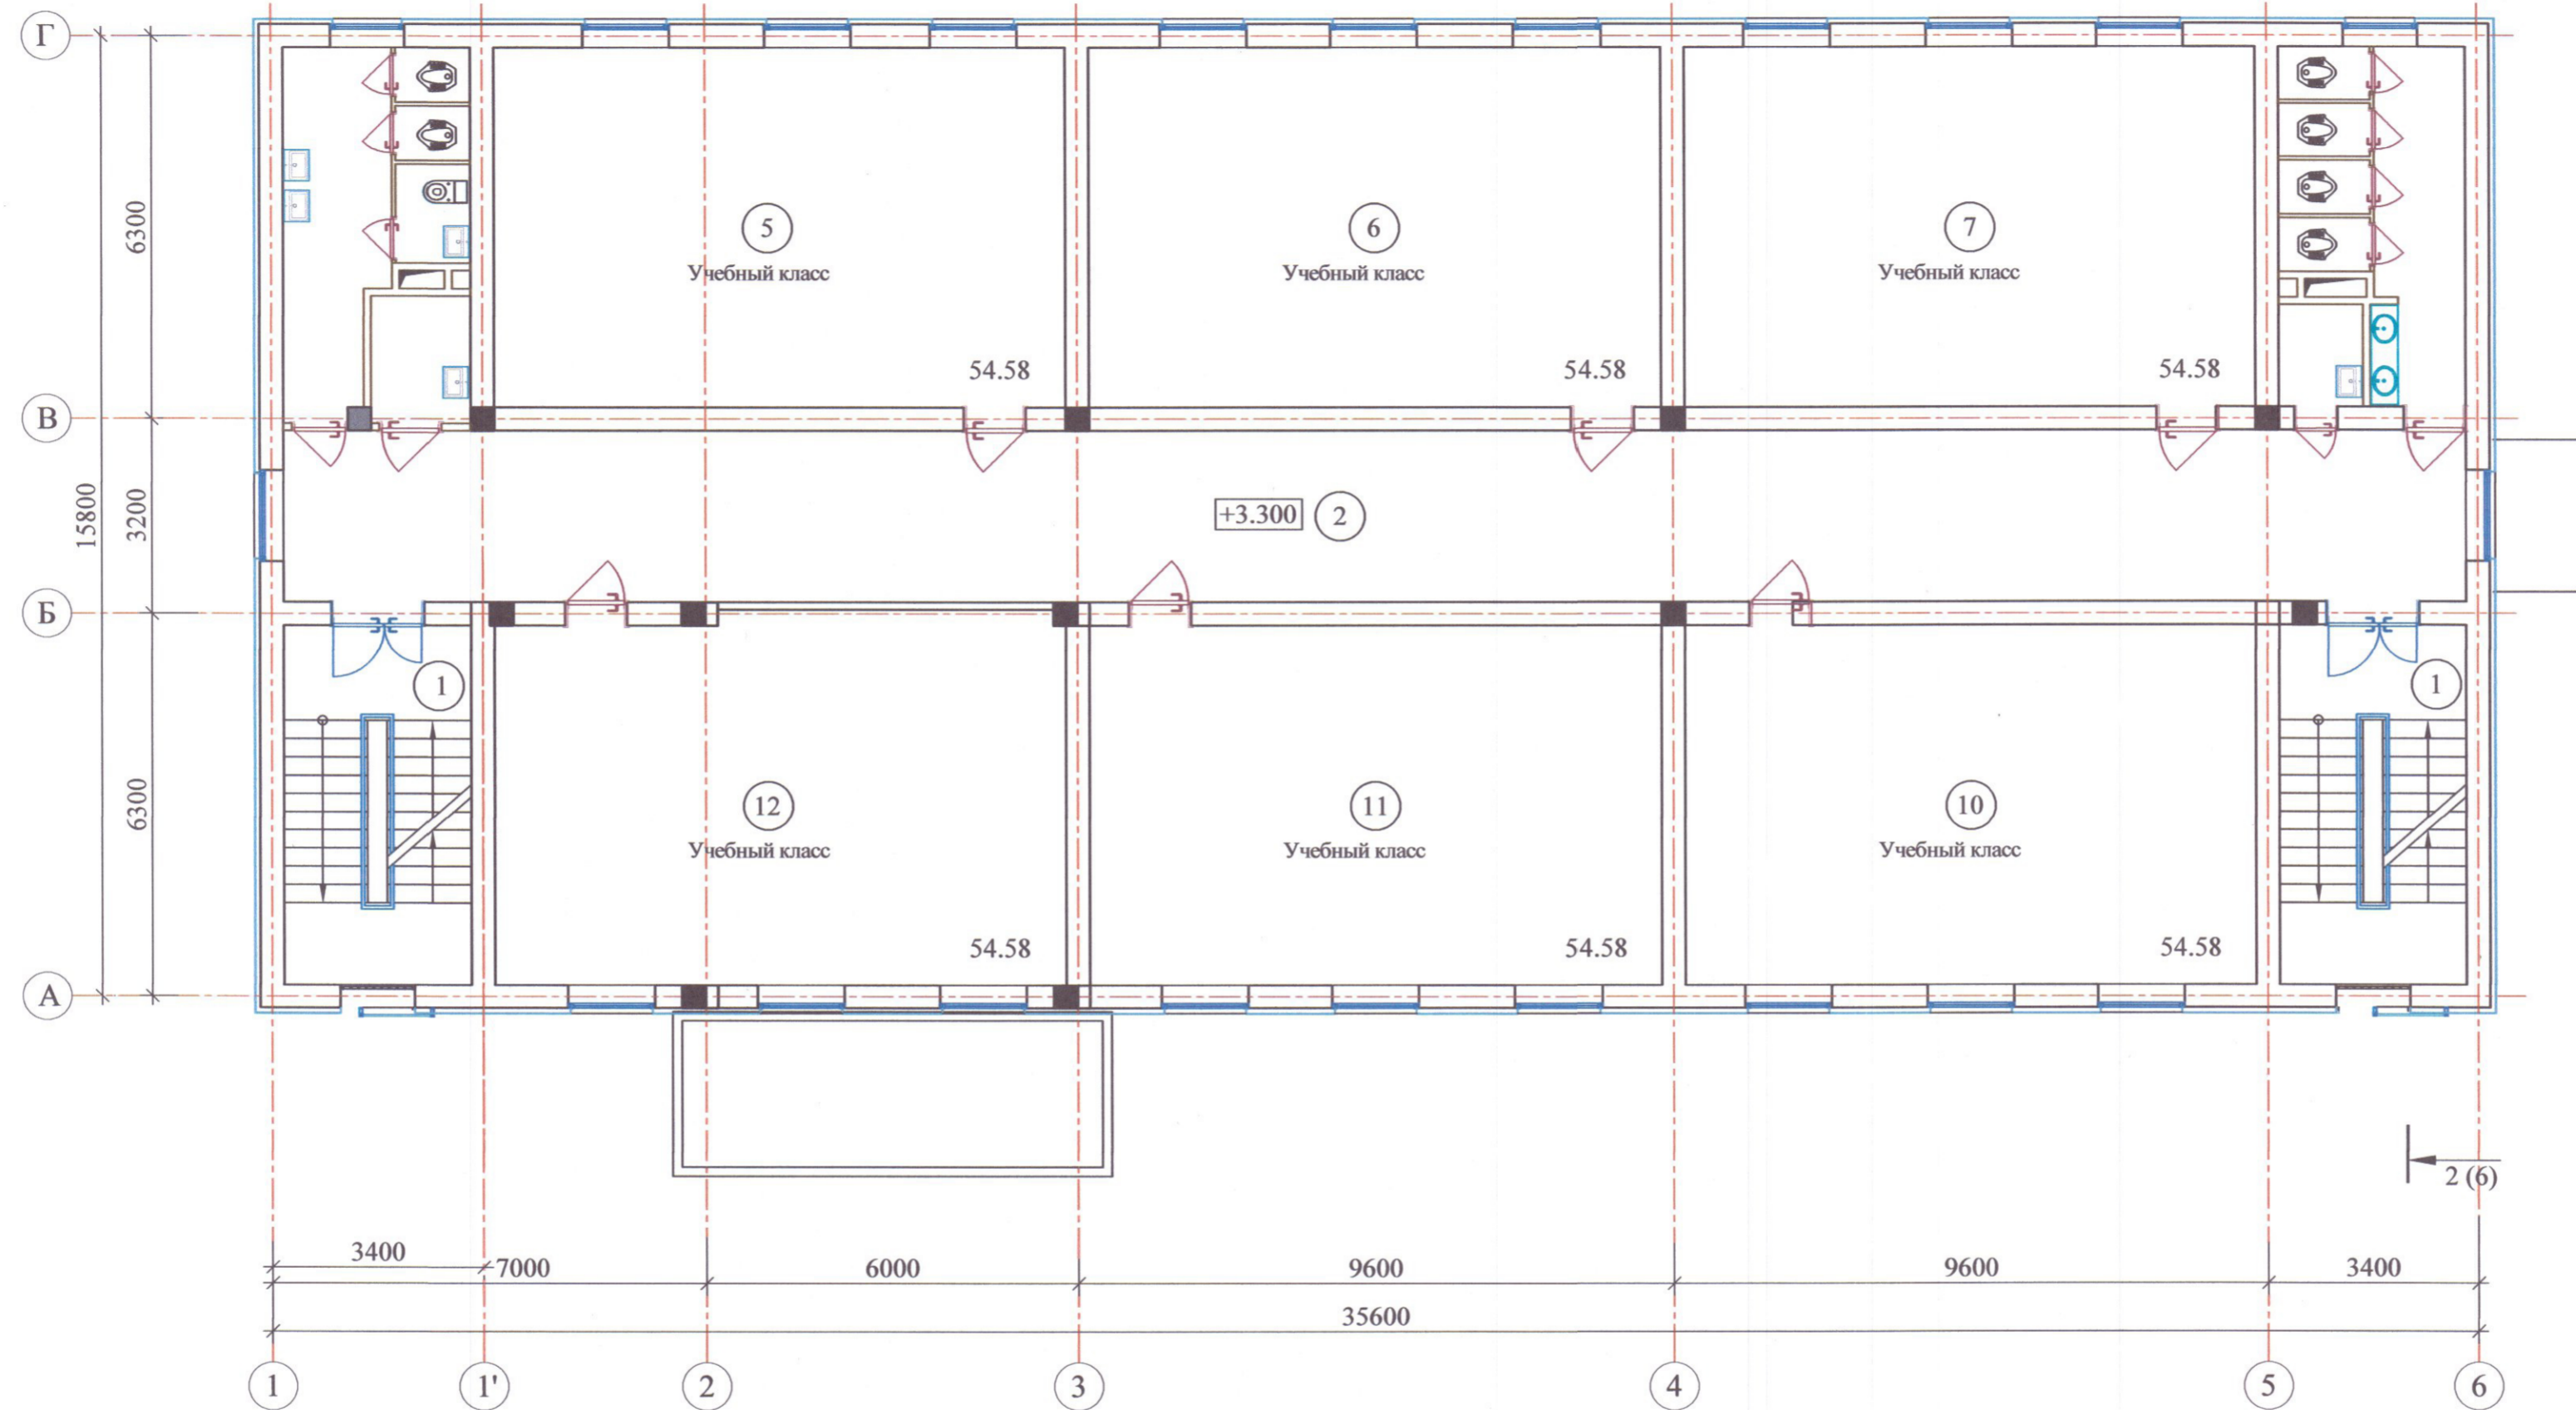 Г
В
Б
А
6300
3200
15800
6300
5
Учебный класс
54.58
6
Учебный класс
54.58
7
Учебный класс
54.58
+3.300 2
1
1
12
Учебный класс
54.58
11
Учебный класс
54.58
10
Учебный класс
54.58
2 (6)
3400
7000 6000 9600 9600 3400
35600
1 1' 2 3 4 5 6